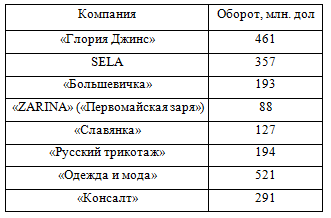 Компания Оборот, млн. дол
«Глория Джинс» 461
SELA 357
«Большевичка» 193
«ZARINA» («Первомайская заря») 88
«Славянка» 127
«Русский трикотаж» 194
«Одежда и мода» 521
«Консалт» 291